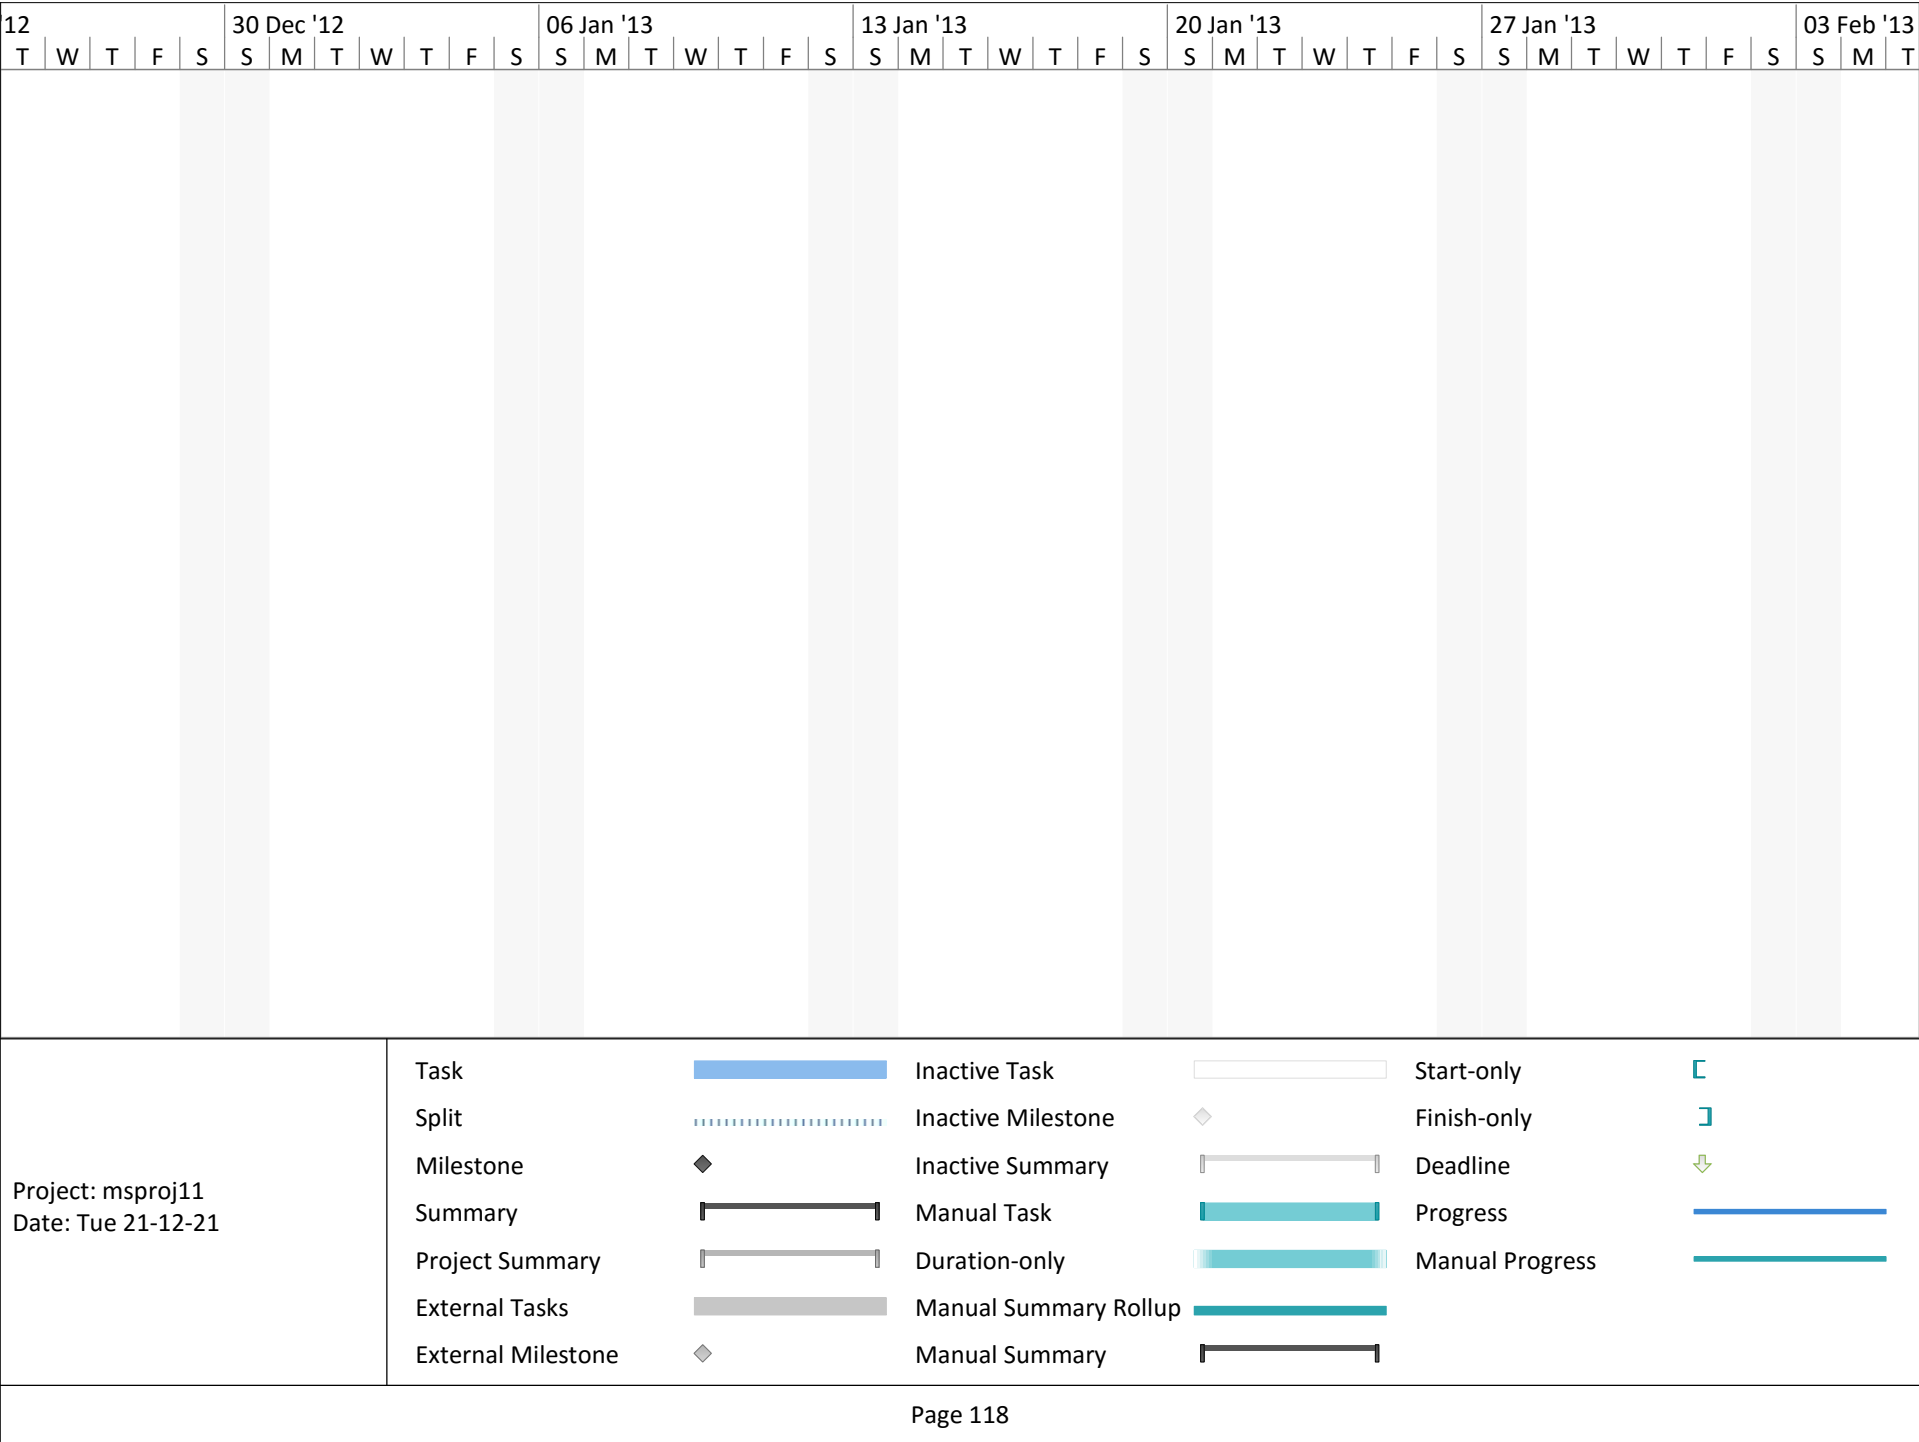 '12 30 Dec '12 06 Jan '13 13 Jan '13 20 Jan '13 27 Jan '13 03 Feb '13
T W T F S S M T W T F S S M T W T F S S M T W T F S S M T W T F S S M T W T F S S M T
Task Inactive Task Start-only
Split Inactive Milestone Finish-only
Milestone Inactive Summary Deadline
Project: msproj11
Date: Tue 21-12-21
Summary Manual Task Progress
Project Summary Duration-only Manual Progress
External Tasks Manual Summary Rollup
External Milestone Manual Summary
Page 118